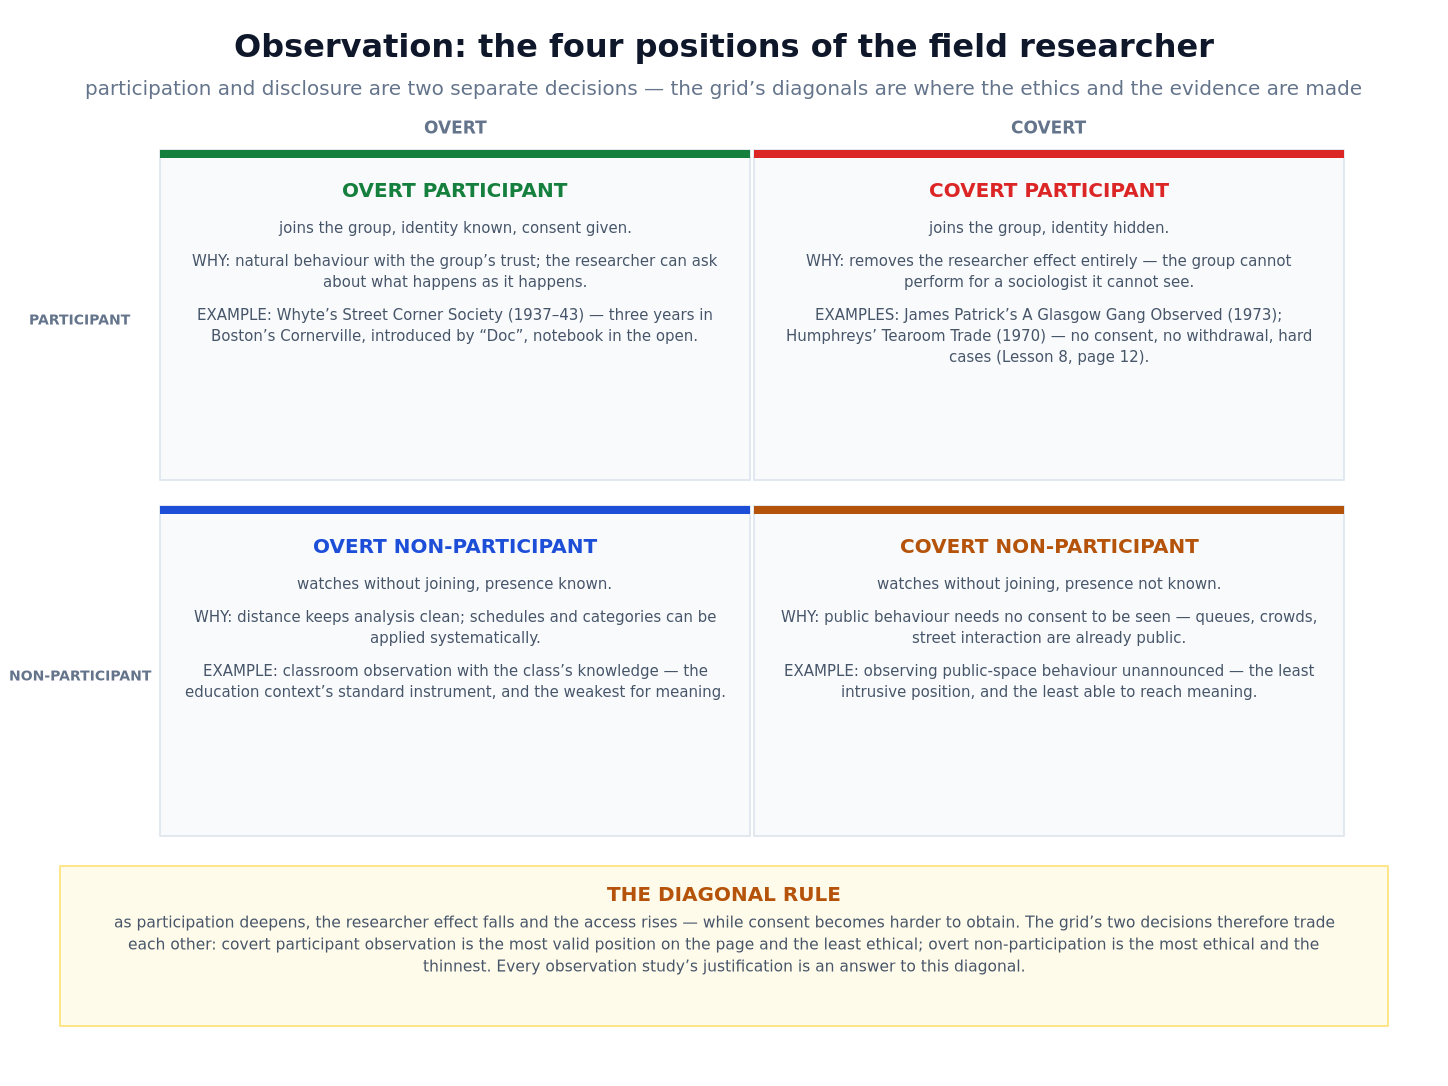 Observation: the four positions of the field researcher
participation and disclosure are two separate decisions — the grid’s diagonals are where the ethics and the evidence are made
OVERT
COVERT
PARTICIPANT
OVERT PARTICIPANT
joins the group, identity known, consent given.
WHY: natural behaviour with the group’s trust; the researcher can ask
about what happens as it happens.
EXAMPLE: Whyte’s Street Corner Society (1937–43) — three years in
Boston’s Cornerville, introduced by “Doc”, notebook in the open.
COVERT PARTICIPANT
joins the group, identity hidden.
WHY: removes the researcher effect entirely — the group cannot
perform for a sociologist it cannot see.
EXAMPLES: James Patrick’s A Glasgow Gang Observed (1973);
Humphreys’ Tearoom Trade (1970) — no consent, no withdrawal, hard
cases (Lesson 8, page 12).
NON-PARTICIPANT
OVERT NON-PARTICIPANT
watches without joining, presence known.
WHY: distance keeps analysis clean; schedules and categories can be
applied systematically.
EXAMPLE: classroom observation with the class’s knowledge — the
education context’s standard instrument, and the weakest for meaning.
COVERT NON-PARTICIPANT
watches without joining, presence not known.
WHY: public behaviour needs no consent to be seen — queues, crowds,
street interaction are already public.
EXAMPLE: observing public-space behaviour unannounced — the least
intrusive position, and the least able to reach meaning.
THE DIAGONAL RULE
as participation deepens, the researcher effect falls and the access rises — while consent becomes harder to obtain. The grid’s two decisions therefore trade
each other: covert participant observation is the most valid position on the page and the least ethical; overt non-participation is the most ethical and the
thinnest. Every observation study’s justification is an answer to this diagonal.